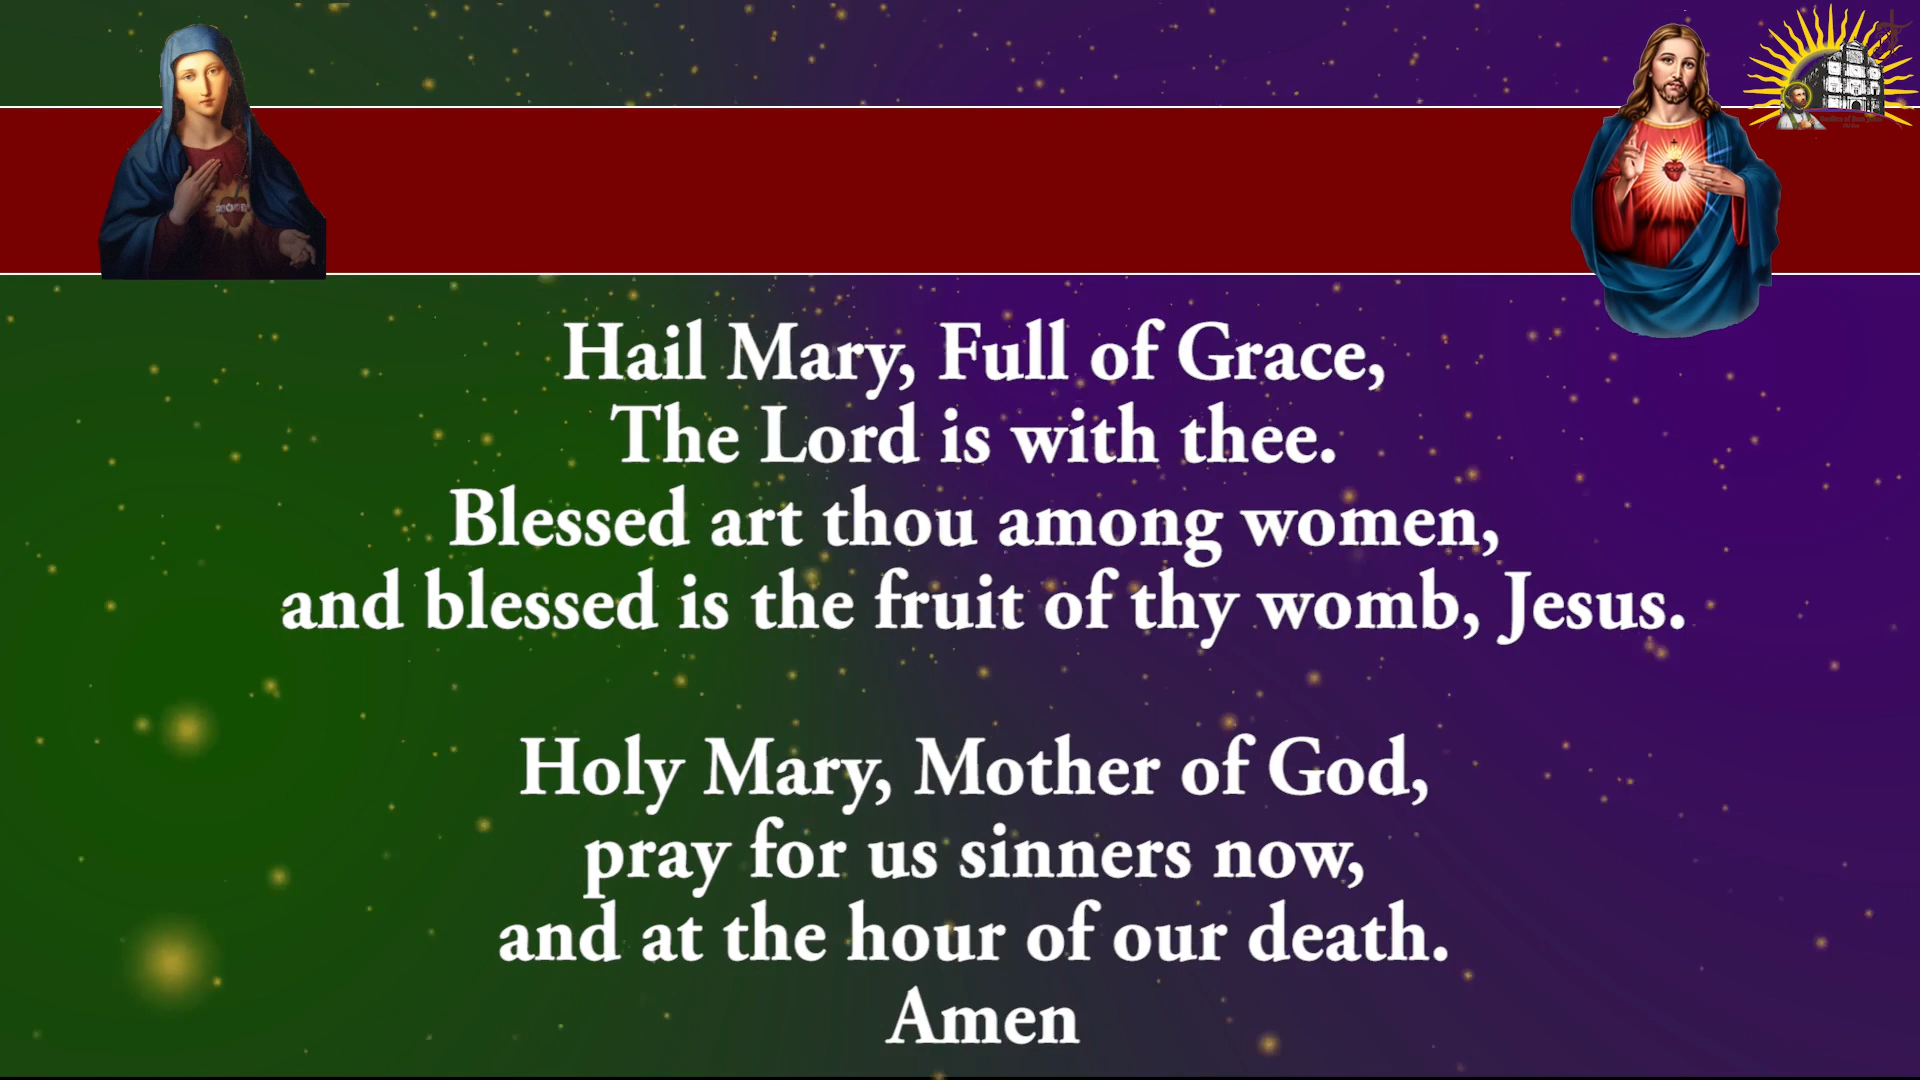 Hail Mary, Full of Grace,
The Lord is with thee.
Blessed art thou among women,
and blessed is the fruit of thy womb, Jesus.
Holy Mary, Mother of God,
pray for us sinners now,
and at the hour of our death.
Amen